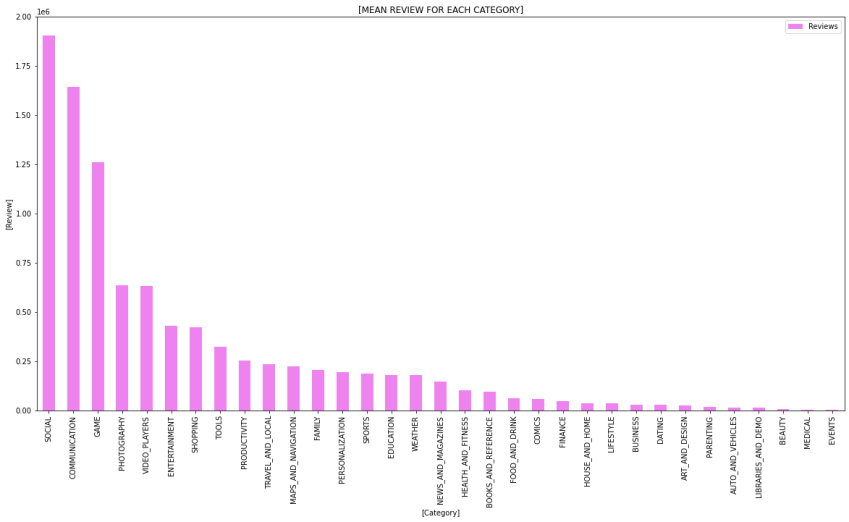 [MEAN REVIEW FOR EACH CATEGORY]
1e6
Reviews
2.00
1.75
1.50
1.25
1.00
0.75
0.50
0.25
0.00
[Review]
SOCIAL
COMMUNICATION
GAME
PHOTOGRAPHY
VIDEO_PLAYERS
ENTERTAINMENT
SHOPPING
TOOLS
PRODUCTIVITY
TRAVEL_AND_LOCAL
MAPS_AND_NAVIGATION
FAMILY
PERSONALIZATION
SPORTS
EDUCATION
WEATHER
NEWS_AND_MAGAZINES
HEALTH_AND_FITNESS
BOOKS_AND_REFERENCE
FOOD_AND_DRINK
COMICS
FINANCE
HOUSE_AND_HOME
LIFESTYLE
BUSINESS
DATING
ART_AND_DESIGN
PARENTING
AUTO_AND_VEHICLES
LIBRARIES_AND_DEMO
BEAUTY
MEDICAL
EVENTS
[Category]